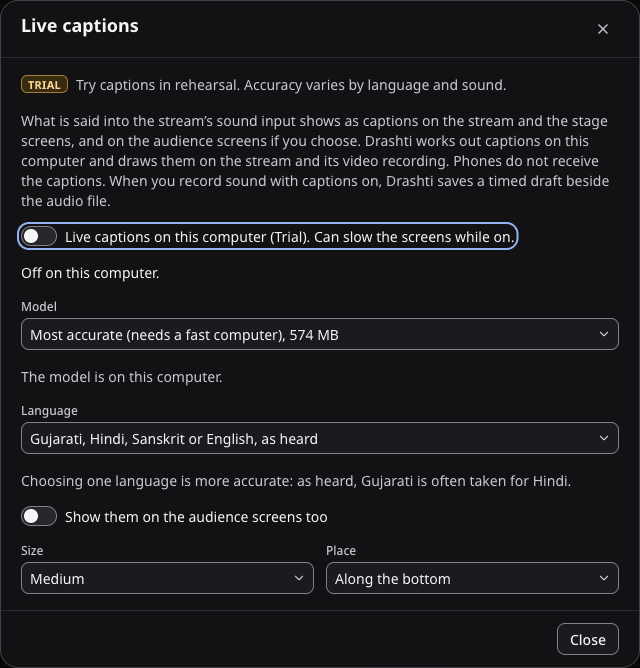 Live captions
TRIAL Try captions in rehearsal. Accuracy varies by language and sound.
What is said into the stream’s sound input shows as captions on the stream and the stage
screens, and on the audience screens if you choose. Drashti works out captions on this
computer and draws them on the stream and its video recording. Phones do not receive
the captions. When you record sound with captions on, Drashti saves a timed draft beside
the audio file.
Live captions on this computer (Trial). Can slow the screens while on.
Off on this computer.
Model
Most accurate (needs a fast computer), 574 MB
The model is on this computer.
Language
Gujarati, Hindi, Sanskrit or English, as heard
Choosing one language is more accurate: as heard, Gujarati is often taken for Hindi.
Show them on the audience screens too
Size Place
Medium Along the bottom
Close